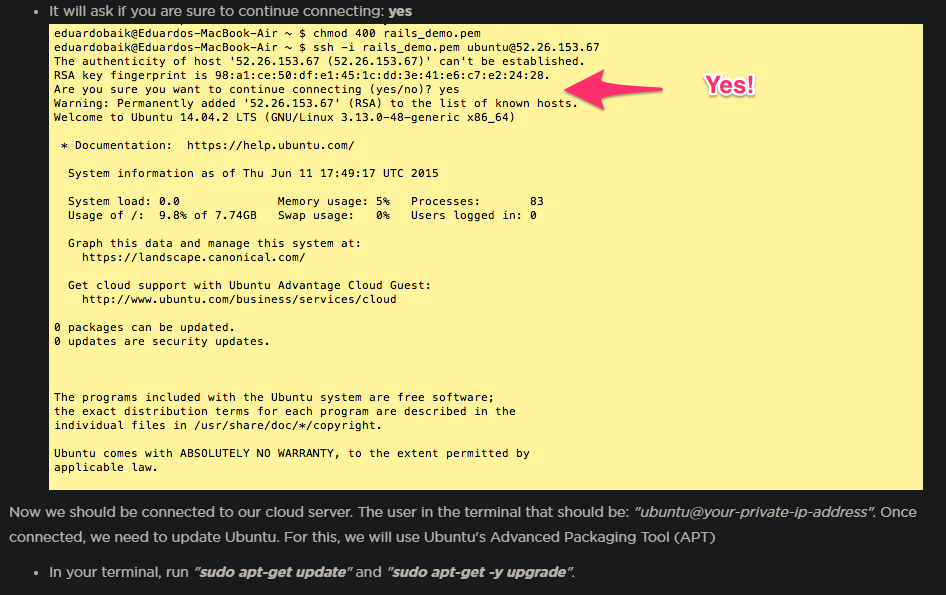 It will ask if you are sure to continue connecting: yes
eduardobaik@Eduardos-MacBook-Air ~ $ chmod 400 rails_demo.pem
eduardobaik@Eduardos-MacBook-Air ~ $ ssh -i rails_demo.pem ubuntu@52.26.153.67
The authenticity of host '52.26.153.67 (52.26.153.67)' can't be established.
RSA key fingerprint is 98:a1:ce:50:df:e1:45:1c:dd:3e:41:e6:c7:e2:24:28.
Are you sure you want to continue connecting (yes/no)? yes
Yes!
Warning: Permanently added '52.26.153.67' (RSA) to the list of known hosts.
Welcome to Ubuntu 14.04.2 LTS (GNU/Linux 3.13.0-48-generic x86_64)
* Documentation:  https://help.ubuntu.com/
System information as of Thu Jun 11 17:49:17 UTC 2015
System load: 0.0 Memory usage: 5% Processes: 83
Usage of /: 9.8% of 7.74GB Swap usage: 0% Users logged in: 0
Graph this data and manage this system at:
https://landscape.canonical.com/
Get cloud support with Ubuntu Advantage Cloud Guest:
http://www.ubuntu.com/business/services/cloud
0 packages can be updated.
0 updates are security updates.
The programs included with the Ubuntu system are free software;
the exact distribution terms for each program are described in the
individual files in /usr/share/doc/*/copyright.
Ubuntu comes with ABSOLUTELY NO WARRANTY, to the extent permitted by
applicable law.
Now we should be connected to our cloud server. The user in the terminal that should be: "ubuntu@your-private-ip-address". Once
connected, we need to update Ubuntu. For this, we will use Ubuntu's Advanced Packaging Tool (APT)
In your terminal, run "sudo apt-get update" and "sudo apt-get -y upgrade".